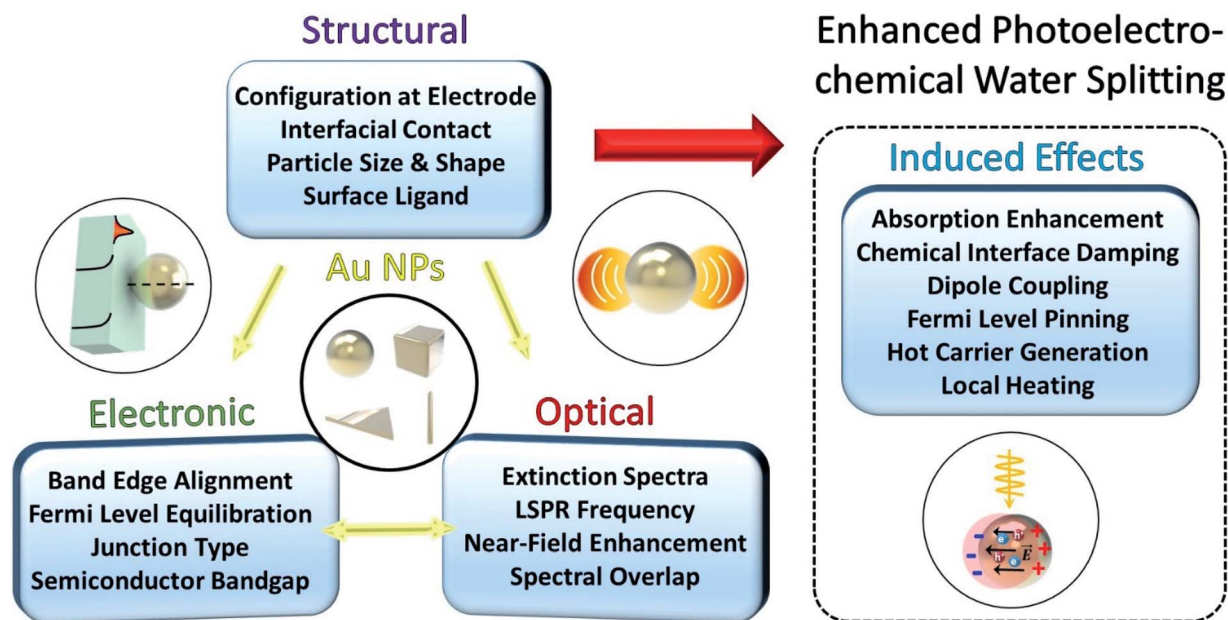 Structural
Configuration at Electrode
Interfacial Contact
Particle Size & Shape
Surface Ligand
Au NPs
Electronic
Band Edge Alignment
Fermi Level Equilibration
Junction Type
Semiconductor Bandgap
Optical
Extinction Spectra
LSPR Frequency
Near-Field Enhancement
Spectral Overlap
Enhanced Photoelectro-
chemical Water Splitting
Induced Effects
Absorption Enhancement
Chemical Interface Damping
Dipole Coupling
Fermi Level Pinning
Hot Carrier Generation
Local Heating
- e⁻ h⁺ +
- h⁺ e⁻ E⃗ +
- +